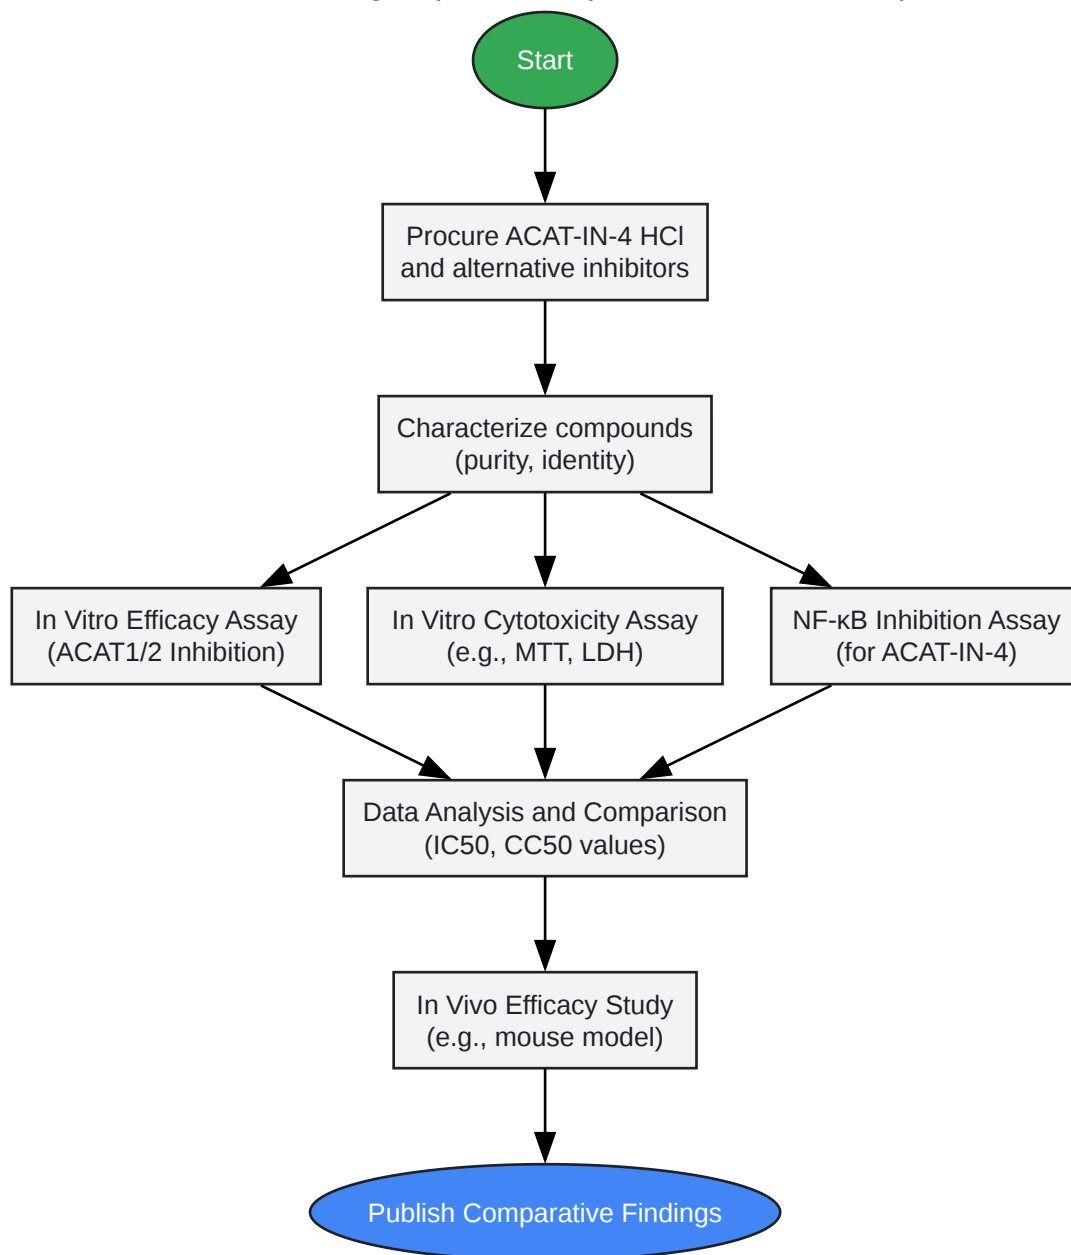 Start
Procure ACAT-IN-4 HCl
and alternative inhibitors
Characterize compounds
(purity, identity)
In Vitro Efficacy Assay
(ACAT1/2 Inhibition)
In Vitro Cytotoxicity Assay
(e.g., MTT, LDH)
NF-κB Inhibition Assay
(for ACAT-IN-4)
Data Analysis and Comparison
(IC50, CC50 values)
In Vivo Efficacy Study
(e.g., mouse model)
Publish Comparative Findings